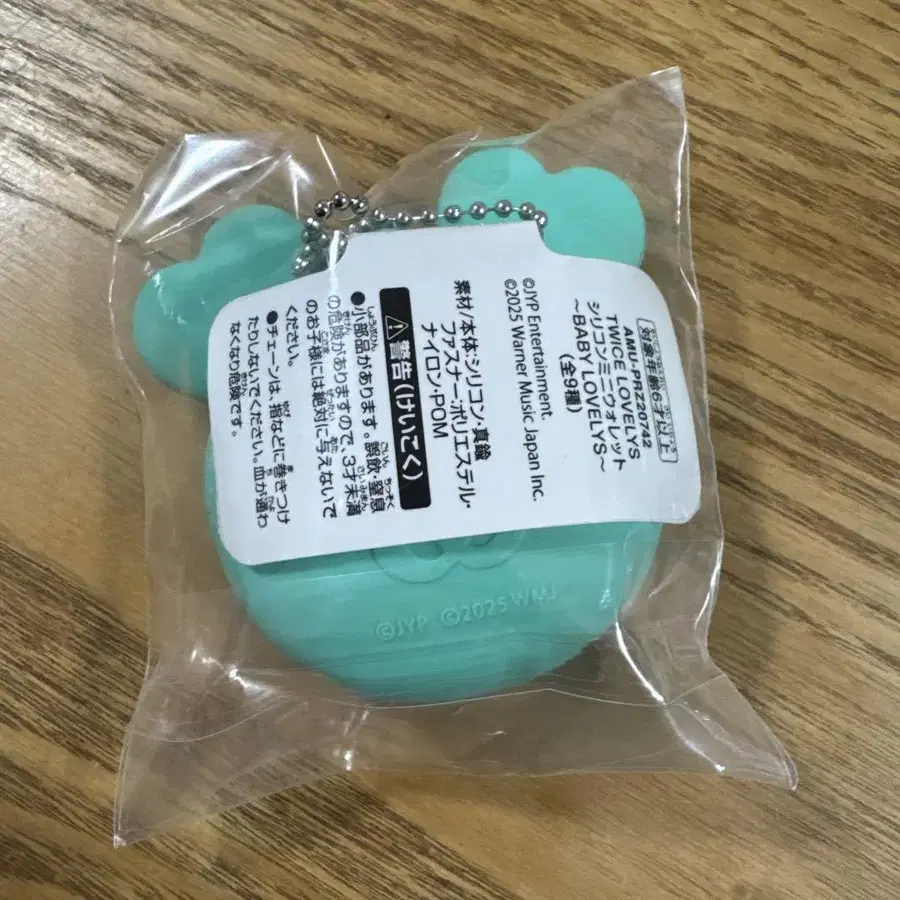 対象年齢6才以上
AMU-PRZ20742
TWICE LOVELYS
シリコンミニウォレット
~BABY LOVELYS~
(全9種)
©JYP Entertainment
©2025 Warner Music Japan Inc.
素材/本体:シリコン・真鍮
ファスナー:ポリエステル・
ナイロン・POM
警告(けいこく)
●小部品があります。誤飲・窒息
の危険がありますので、3才未満
のお子様には絶対に与えないで
ください。
●チェーンは、指などに巻きつけ
たりしないでください。血が通わ
なくなり危険です。
©JYP ©2025 WMJ